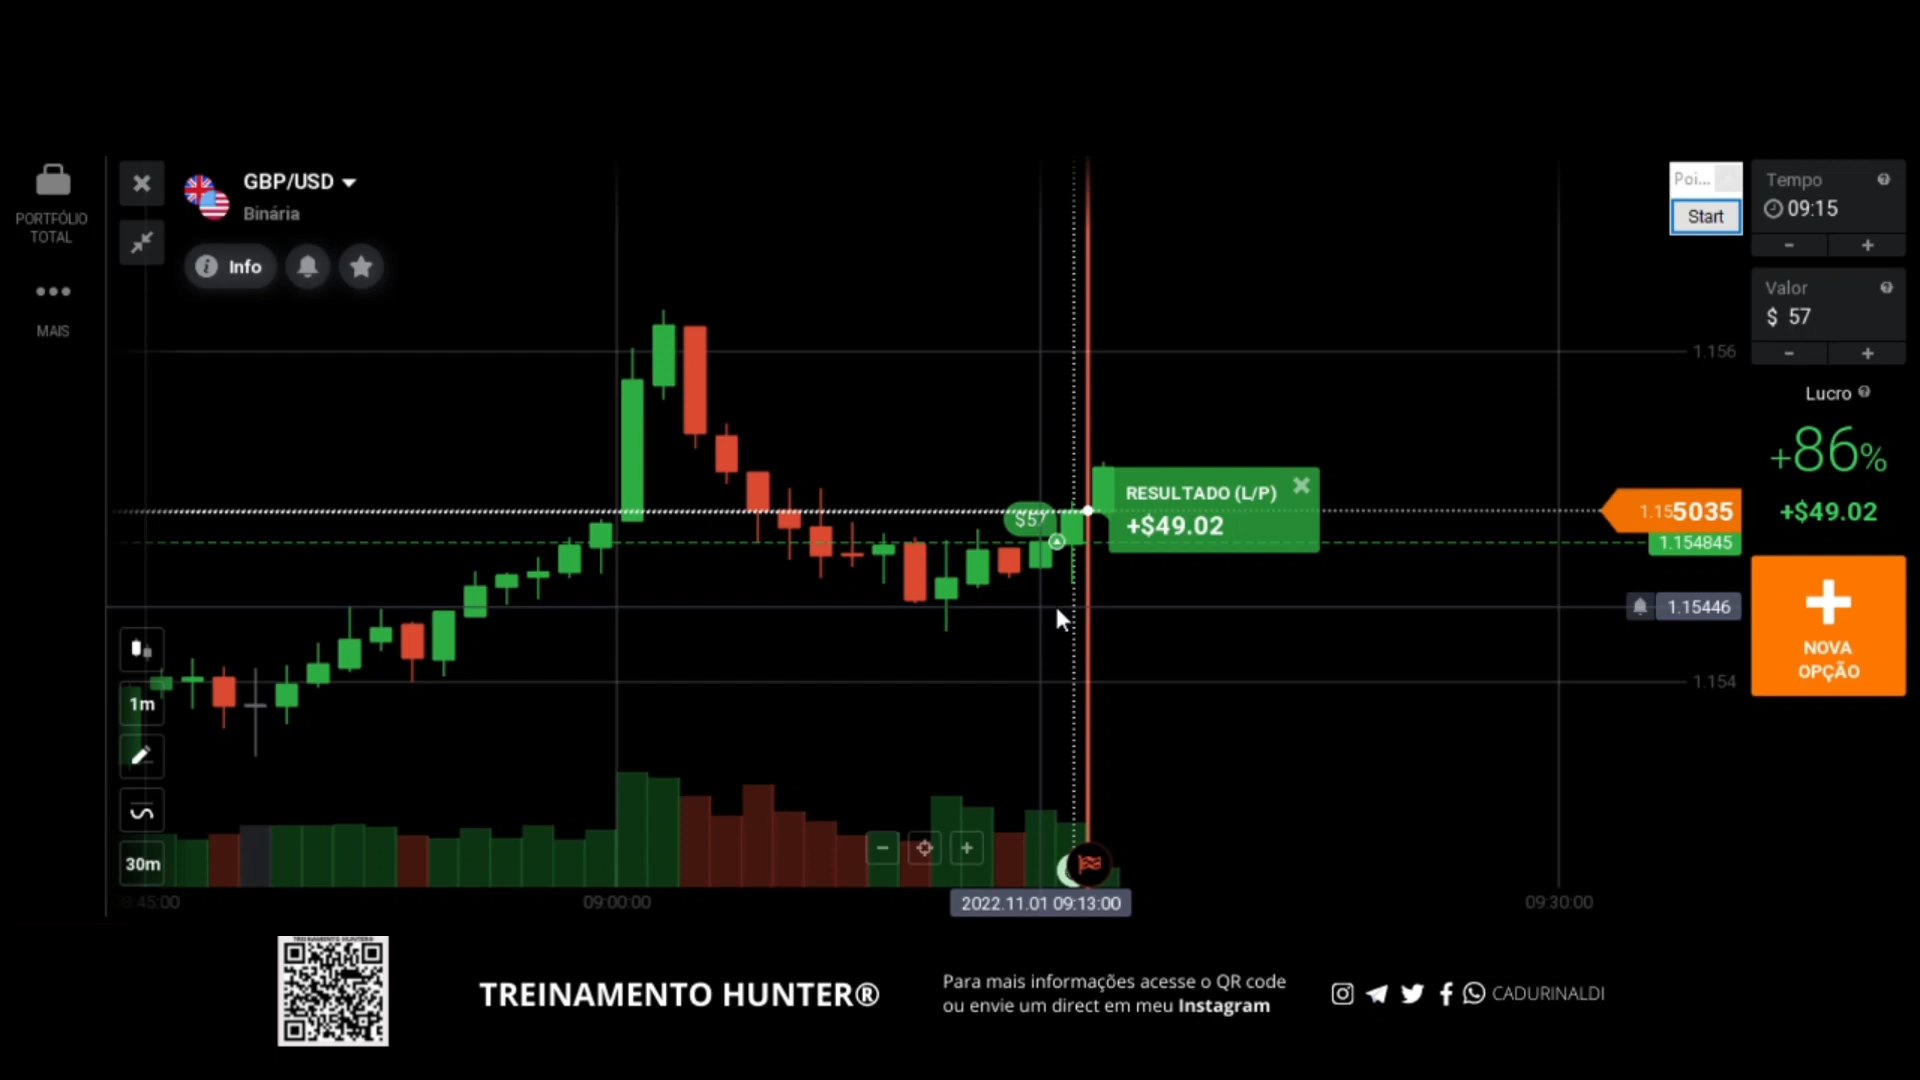 PORTFÓLIO
TOTAL
MAIS
GBP/USD
Binária
Info
Poi...
Start
Tempo
09:15
-
+
Valor
$ 57
-
+
Lucro
+86%
+$49.02
NOVA
OPÇÃO
1.156
1.155035
1.154845
1.15446
1.154
$57
RESULTADO (L/P)
+$49.02
1m
30m
45:00
09:00:00
2022.11.01 09:13:00
09:30:00
TREINAMENTO HUNTER®
Para mais informações acesse o QR code
ou envie um direct em meu Instagram
CADURINALDI